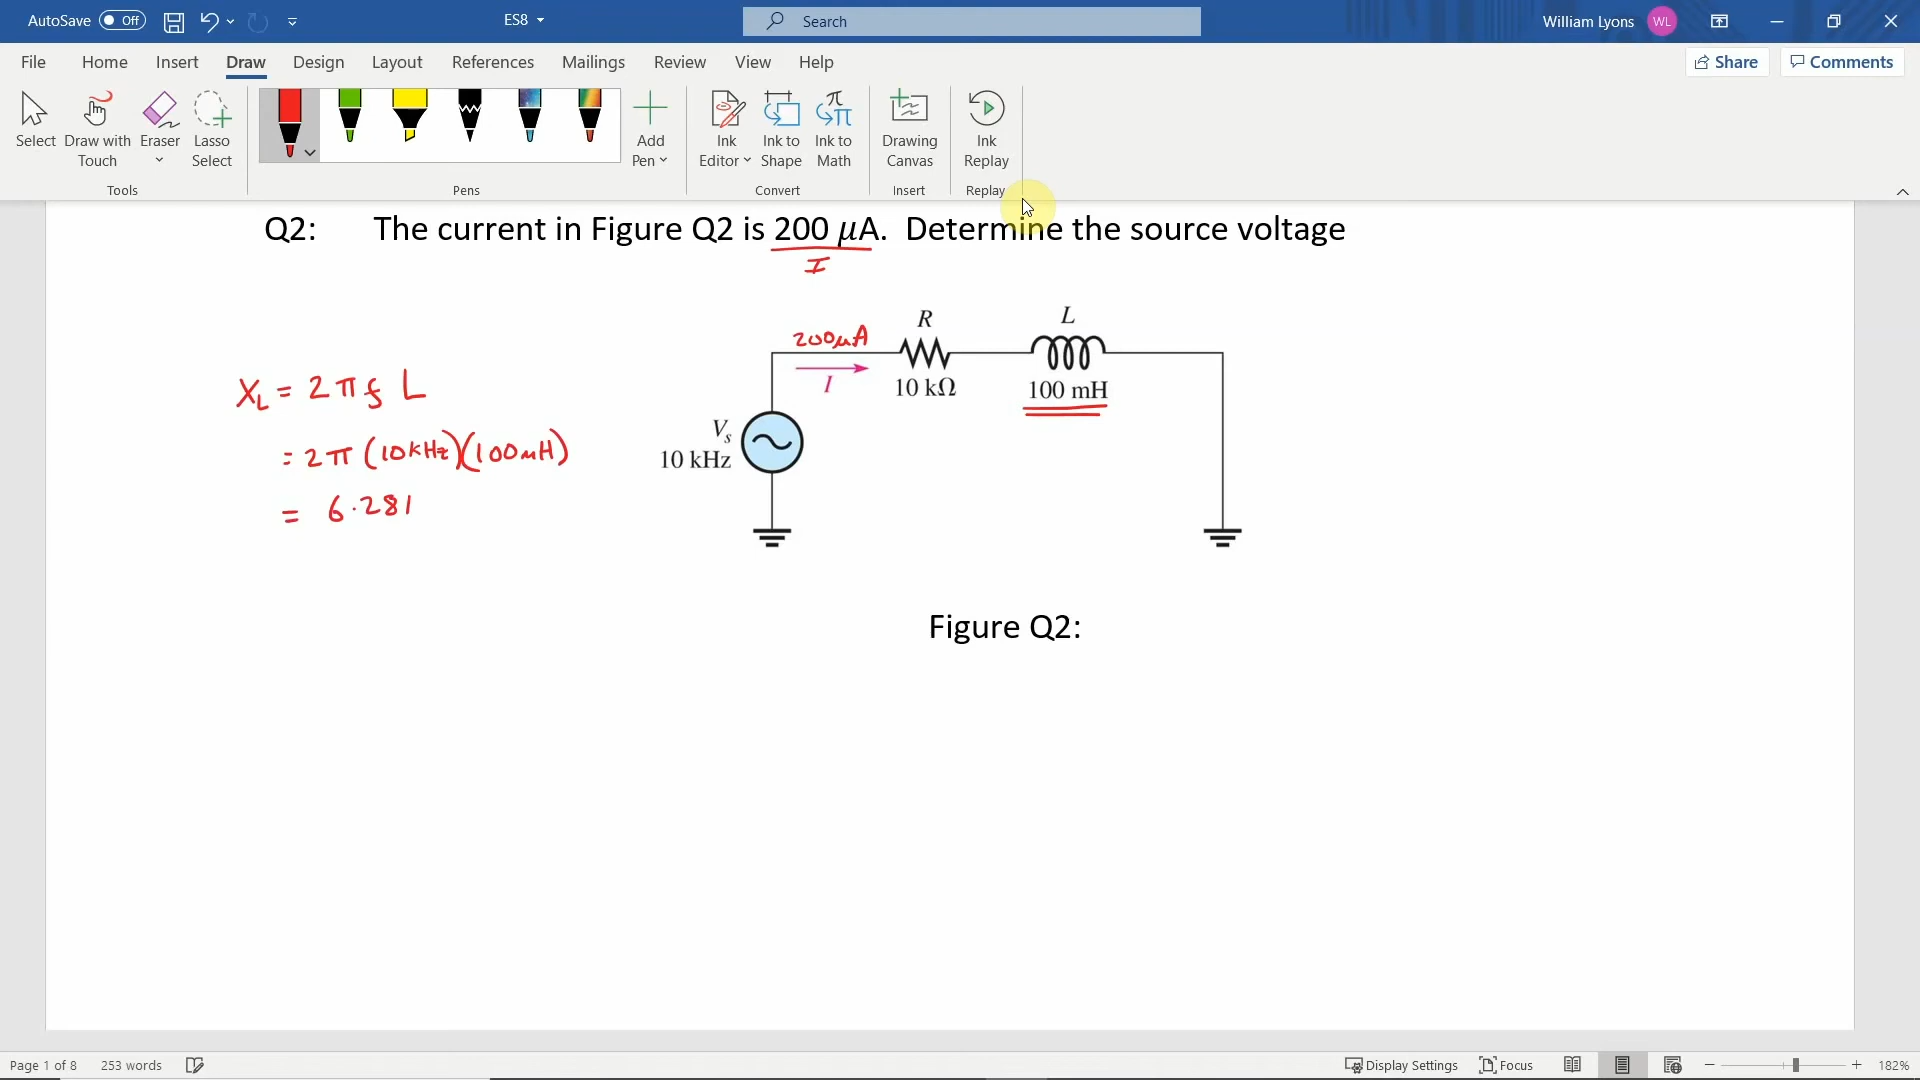 AutoSave Off ES8 Search William Lyons WL
File Home Insert Draw Design Layout References Mailings Review View Help Share Comments
Select Draw with Touch Eraser Lasso Select Add Pen Ink Editor Ink to Shape Ink to Math Drawing Canvas Ink Replay
Tools Pens Convert Insert Replay
Q2: The current in Figure Q2 is 200 μA. Determine the source voltage
I
R L
200μA
I 10 kΩ 100 mH
X_L = 2πf L
= 2π(10kHz)(100mH)
= 6.281
V_s
10 kHz
Figure Q2:
Page 1 of 8 253 words Display Settings Focus 182%